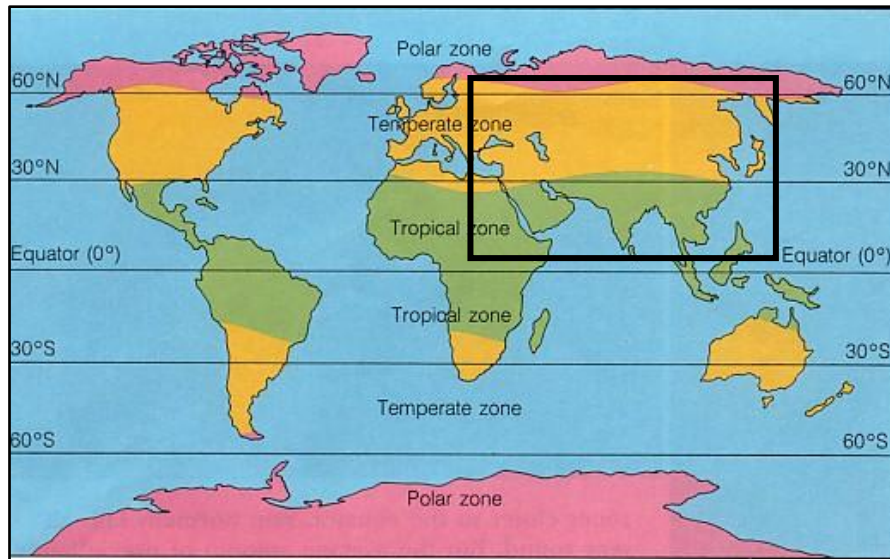 Polar zone
60°N
60°N
Temperate zone
30°N
30°N
Tropical zone
Equator (0°)
Equator (0°)
Tropical zone
30°S
30°S
Temperate zone
60°S
60°S
Polar zone